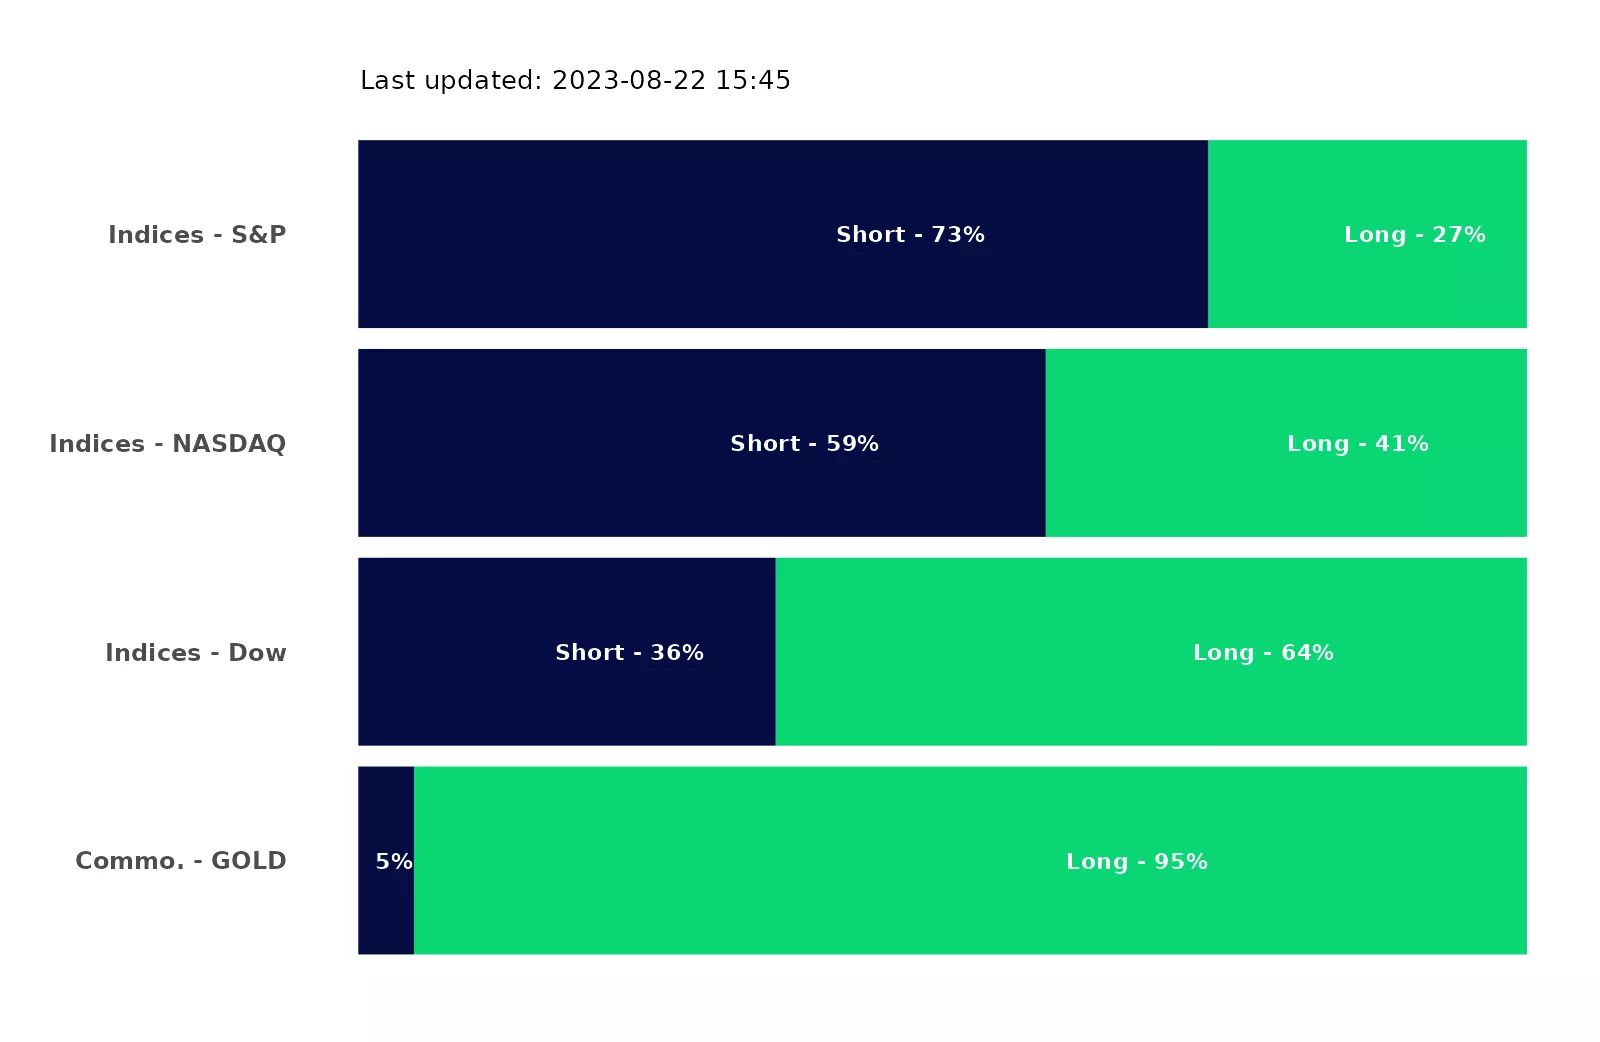 Last updated: 2023-08-22 15:45
Indices - S&P Short - 73% Long - 27%
Indices - NASDAQ Short - 59% Long - 41%
Indices - Dow Short - 36% Long - 64%
Commo. - GOLD 5% Long - 95%